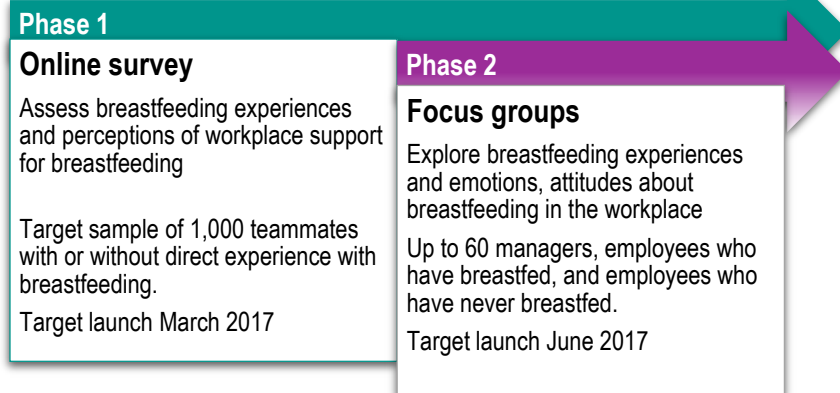 Phase 1
Online survey
Assess breastfeeding experiences
and perceptions of workplace support
for breastfeeding
Target sample of 1,000 teammates
with or without direct experience with
breastfeeding.
Target launch March 2017
Phase 2
Focus groups
Explore breastfeeding experiences
and emotions, attitudes about
breastfeeding in the workplace
Up to 60 managers, employees who
have breastfed, and employees who
have never breastfed.
Target launch June 2017